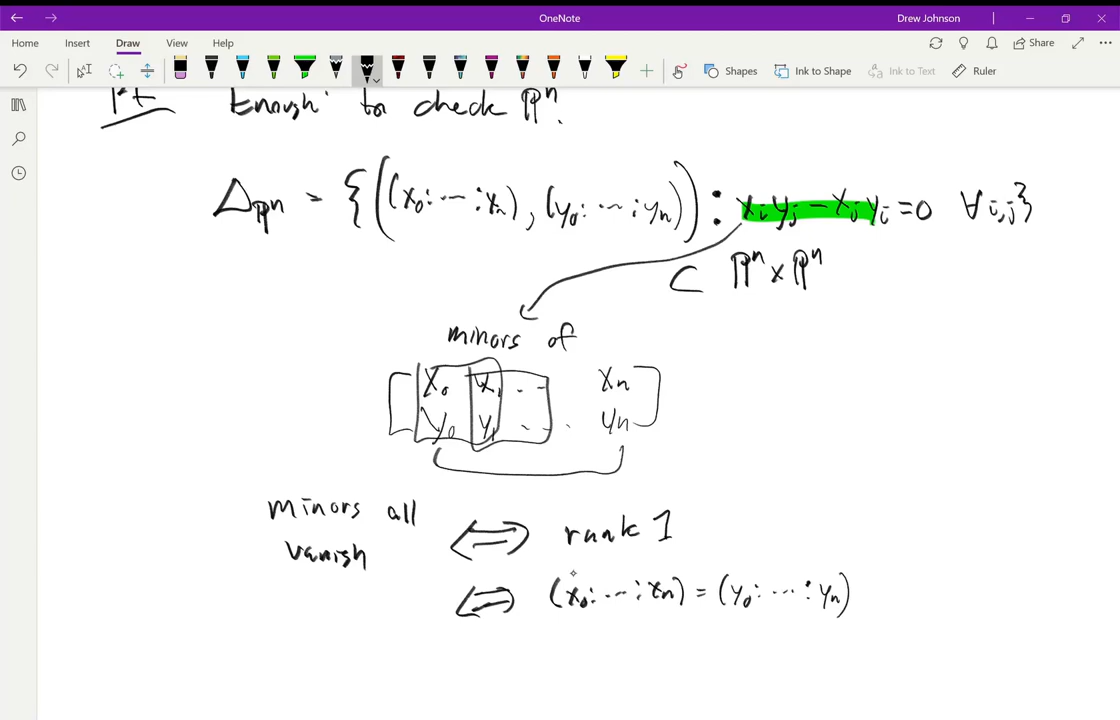 OneNote
Drew Johnson
Home Insert Draw View Help
Share
Shapes Ink to Shape Ink to Text Ruler
Pf Enough to check ℙⁿ.
Δ_ℙⁿ = {((x₀:⋯:xₙ), (y₀:⋯:yₙ)) : xᵢyⱼ − xⱼyᵢ = 0 ∀i,j}
⊂ ℙⁿ × ℙⁿ
minors of
[x₀ x₁ ⋯ xₙ
y₀ y₁ ⋯ yₙ]
minors all vanish ⟺ rank 1
⟺ (x₀:⋯:xₙ) = (y₀:⋯:yₙ)